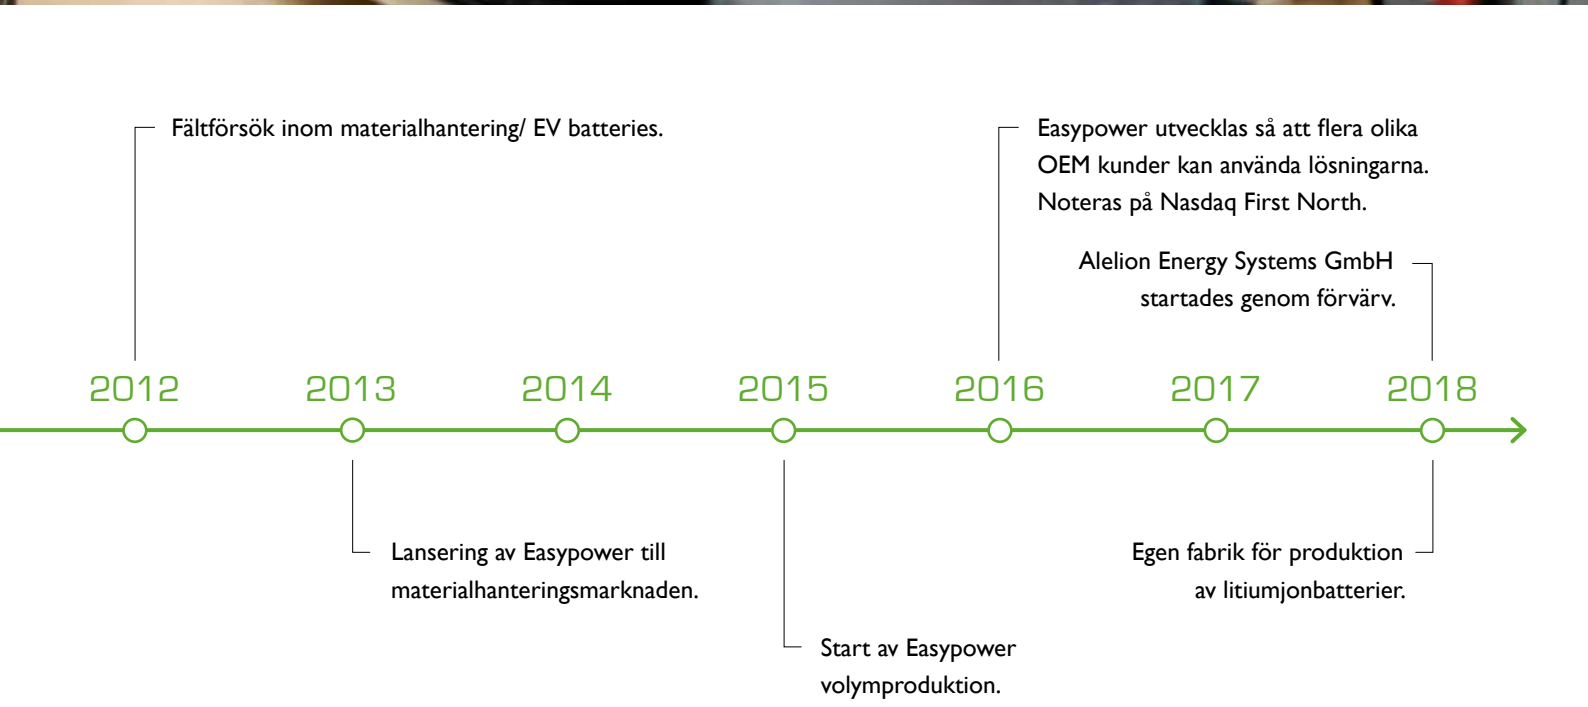 Fältförsök inom materialhantering/ EV batteries.
Easypower utvecklas så att flera olika
OEM kunder kan använda lösningarna.
Noteras på Nasdaq First North.
Alelion Energy Systems GmbH
startades genom förvärv.
2012
2013
2014
2015
2016
2017
2018
Lansering av Easypower till
materialhanteringsmarknaden.
Egen fabrik för produktion
av litiumjonbatterier.
Start av Easypower
volymproduktion.